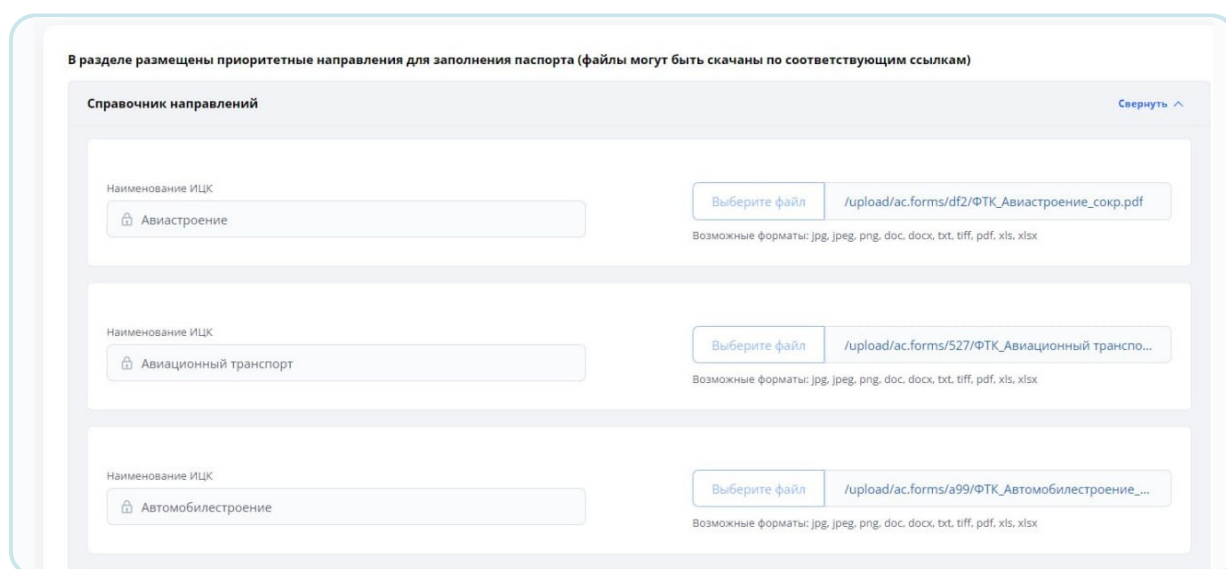 В разделе размещены приоритетные направления для заполнения паспорта (файлы могут быть скачаны по соответствующим ссылкам)
Справочник направлений
Свернуть
Наименование ИЦК
Авиастроение
Выберите файл
/upload/ac.forms/df2/ФТК_Авиастроение_сокр.pdf
Возможные форматы: jpg, jpeg, png, doc, docx, txt, tiff, pdf, xls, xlsx
Наименование ИЦК
Авиационный транспорт
Выберите файл
/upload/ac.forms/527/ФТК_Авиационный транспо...
Возможные форматы: jpg, jpeg, png, doc, docx, txt, tiff, pdf, xls, xlsx
Наименование ИЦК
Автомобилестроение
Выберите файл
/upload/ac.forms/a99/ФТК_Автомобилестроение_...
Возможные форматы: jpg, jpeg, png, doc, docx, txt, tiff, pdf, xls, xlsx